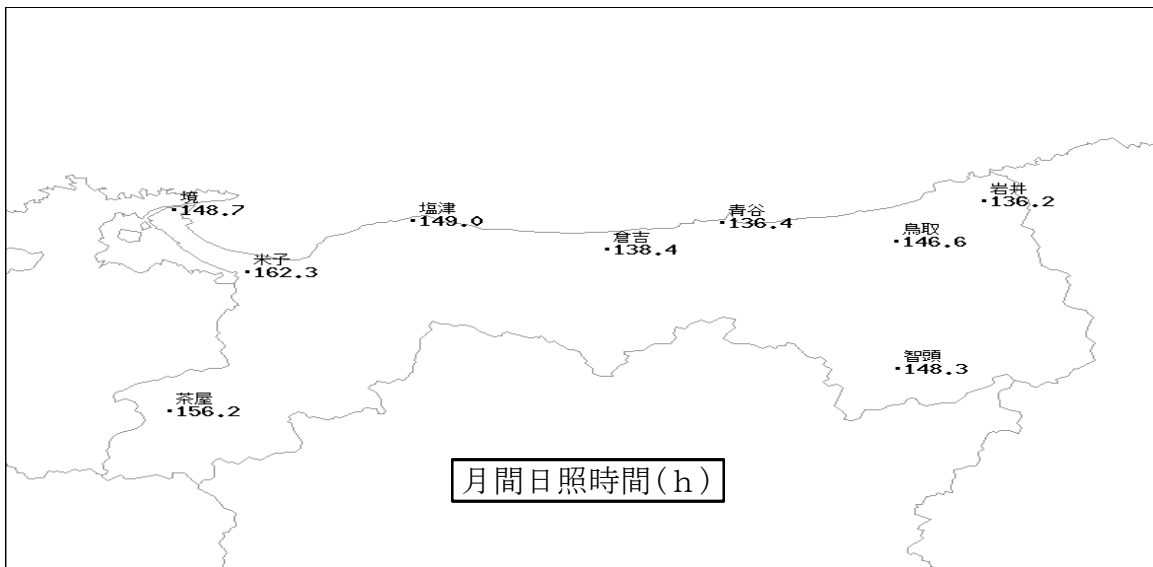 境
・148.7
米子
・162.3
茶屋
・156.2
塩津
・149.0
倉吉
・138.4
青谷
・136.4
鳥取
・146.6
岩井
・136.2
智頭
・148.3
月間日照時間(ｈ)